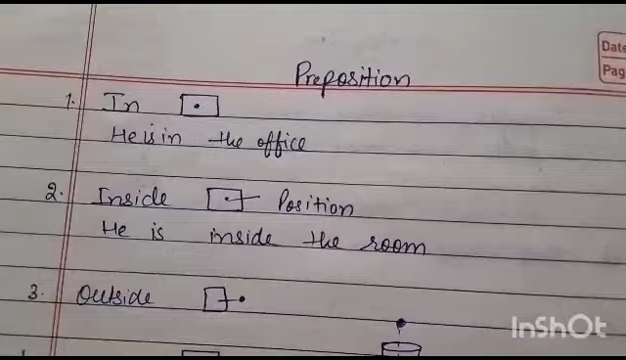 Date
Pag
Preposition
1. In
He is in the office
2. Inside Position
He is inside the room
3. Outside
InShOt